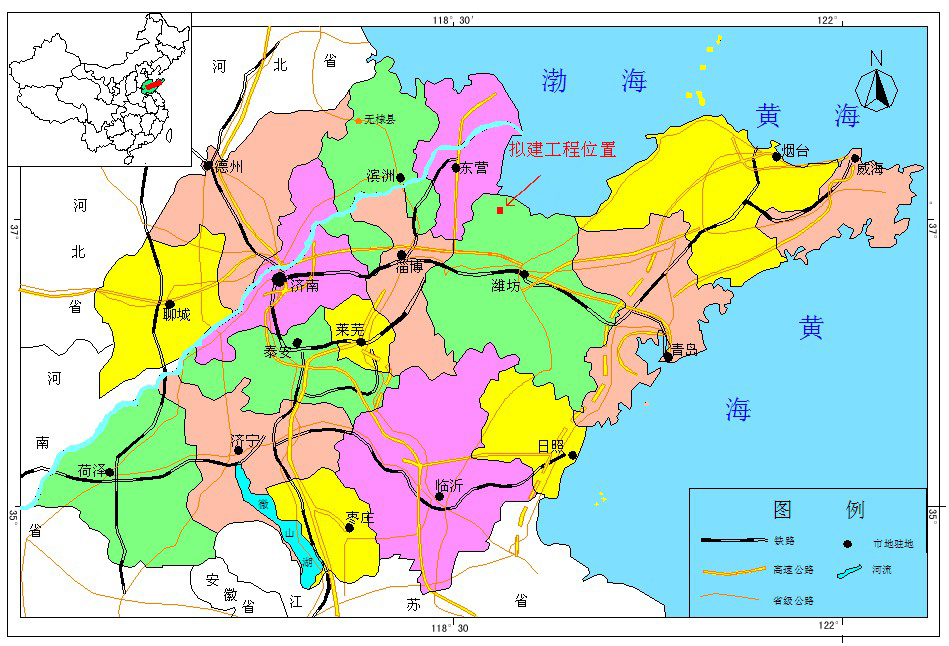 118° 30′
122°
N
河 北 省
渤 海
黄 海
无棣县
拟建工程位置
烟台
德州
滨洲
东营
威海
河
北
省
37°
37°
淄博
济南
潍坊
聊城
莱芜
泰安
青岛
黄
海
河
南
省
济宁
日照
荷泽
临沂
枣庄
微
山
湖
35°
35°
安
徽
省
江 苏 省
图 例
铁路
市地驻地
高速公路
河流
省级公路
118° 30
122°